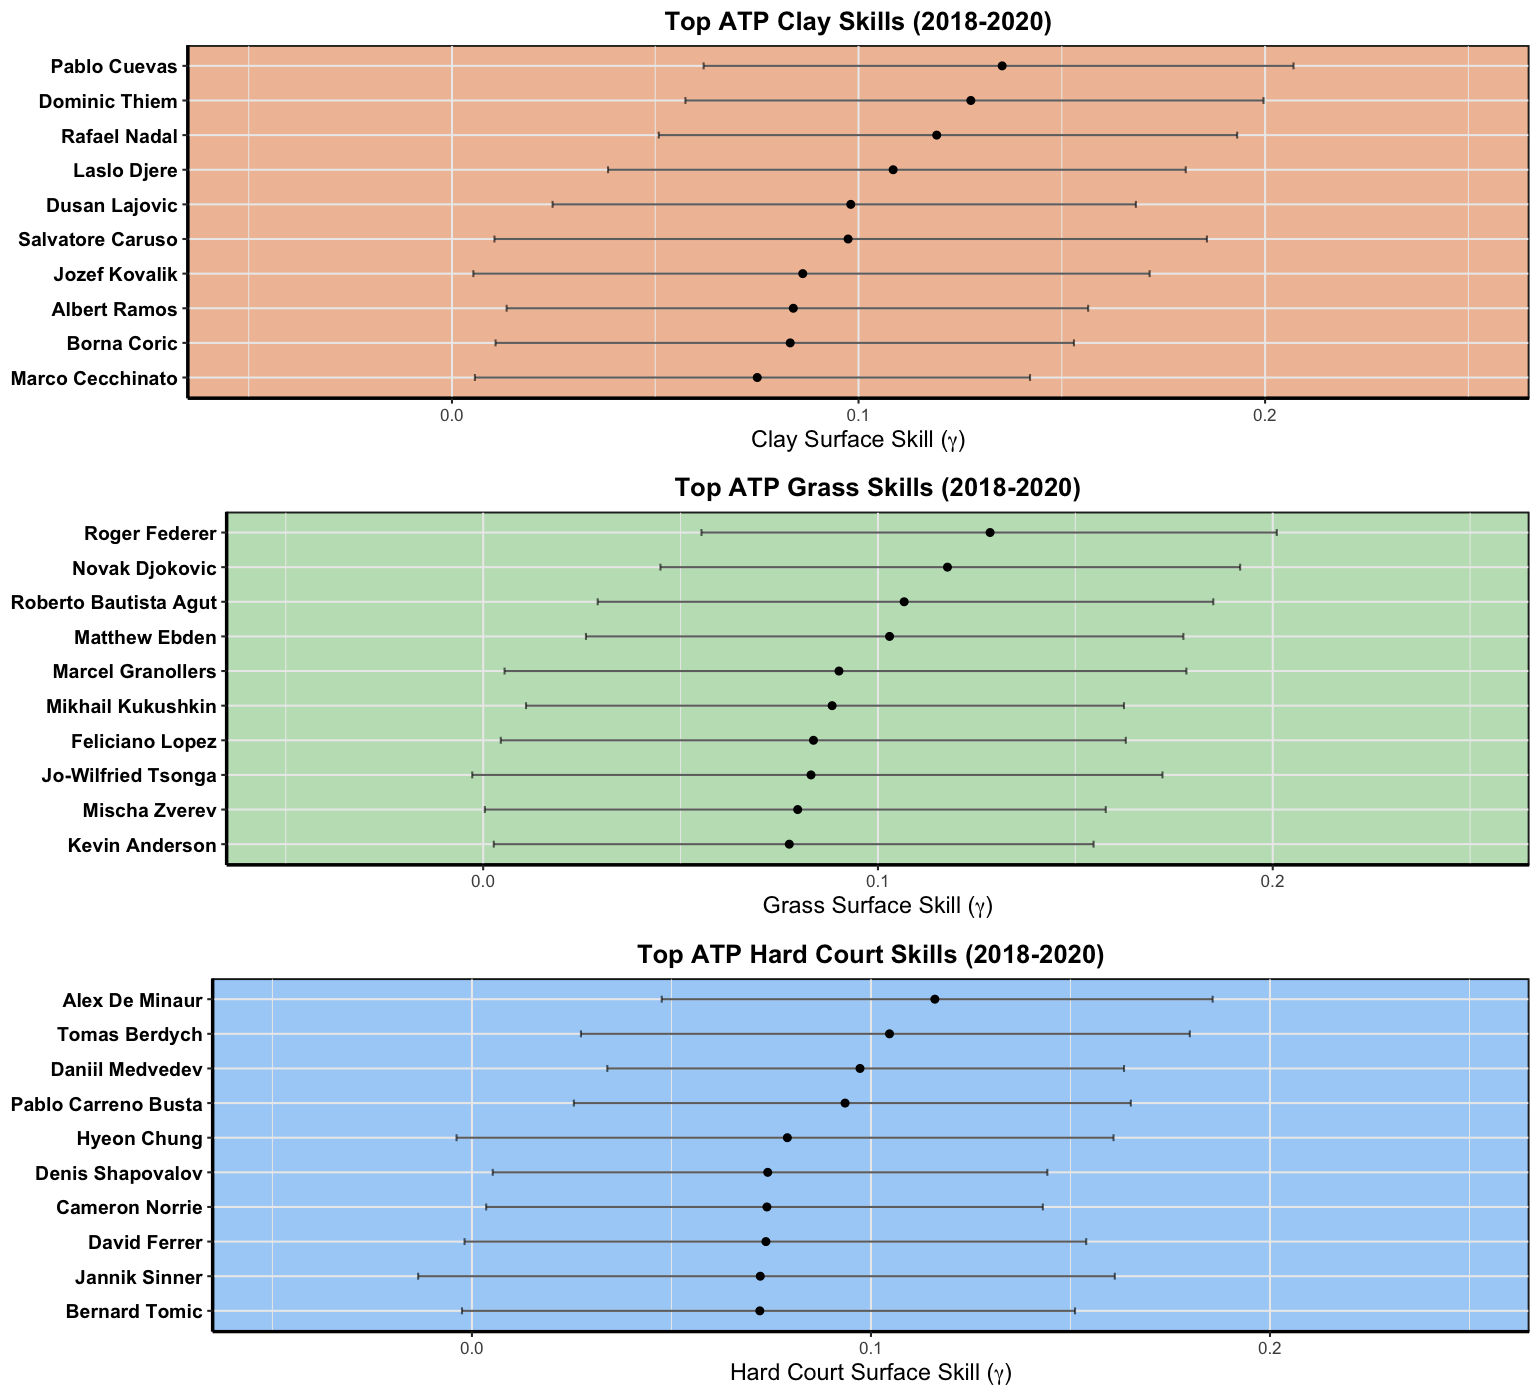 Top ATP Clay Skills (2018-2020)
Pablo Cuevas
Dominic Thiem
Rafael Nadal
Laslo Djere
Dusan Lajovic
Salvatore Caruso
Jozef Kovalik
Albert Ramos
Borna Coric
Marco Cecchinato
0.0 0.1 0.2
Clay Surface Skill (γ)
Top ATP Grass Skills (2018-2020)
Roger Federer
Novak Djokovic
Roberto Bautista Agut
Matthew Ebden
Marcel Granollers
Mikhail Kukushkin
Feliciano Lopez
Jo-Wilfried Tsonga
Mischa Zverev
Kevin Anderson
0.0 0.1 0.2
Grass Surface Skill (γ)
Top ATP Hard Court Skills (2018-2020)
Alex De Minaur
Tomas Berdych
Daniil Medvedev
Pablo Carreno Busta
Hyeon Chung
Denis Shapovalov
Cameron Norrie
David Ferrer
Jannik Sinner
Bernard Tomic
0.0 0.1 0.2
Hard Court Surface Skill (γ)